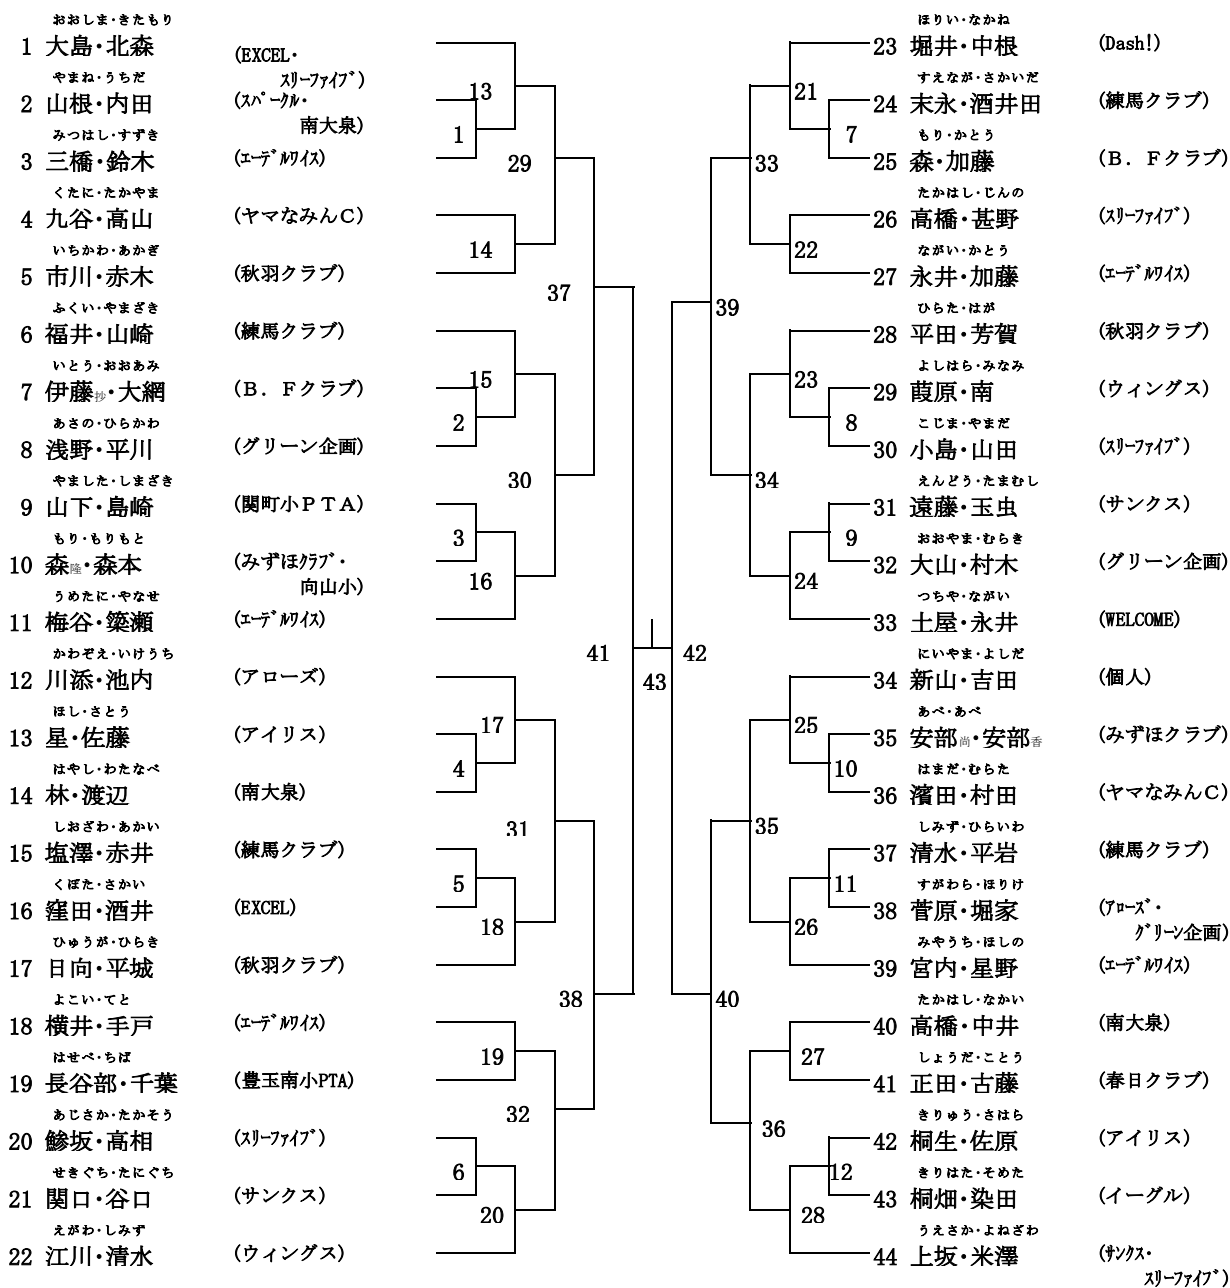 おおしま・きたもり
1 大島・北森 (EXCEL・
スリーファイブ)
やまね・うちだ
2 山根・内田 (スパークル・
南大泉)
みつはし・すずき
3 三橋・鈴木 (エーデルワイス)
くたに・たかやま
4 九谷・高山 (ヤマなみんC)
いちかわ・あかぎ
5 市川・赤木 (秋羽クラブ)
ふくい・やまざき
6 福井・山崎 (練馬クラブ)
いとう・おおあみ
7 伊藤抄・大網 (B.Fクラブ)
あさの・ひらかわ
8 浅野・平川 (グリーン企画)
やました・しまざき
9 山下・島崎 (関町小PTA)
もり・もりもと
10 森隆・森本 (みずほクラブ・
向山小)
うめたに・やなせ
11 梅谷・簗瀬 (エーデルワイス)
かわぞえ・いけうち
12 川添・池内 (アローズ)
ほし・さとう
13 星・佐藤 (アイリス)
はやし・わたなべ
14 林・渡辺 (南大泉)
しおざわ・あかい
15 塩澤・赤井 (練馬クラブ)
くぼた・さかい
16 窪田・酒井 (EXCEL)
ひゅうが・ひらき
17 日向・平城 (秋羽クラブ)
よこい・てと
18 横井・手戸 (エーデルワイス)
はせべ・ちば
19 長谷部・千葉 (豊玉南小PTA)
あじさか・たかそう
20 鯵坂・高相 (スリーファイブ)
せきぐち・たにぐち
21 関口・谷口 (サンクス)
えがわ・しみず
22 江川・清水 (ウィングス)
13
1
29
14
37
15
2
30
3
16
41
17
4
31
5
18
38
19
32
6
20
43
42
21
7
33
22
39
23
8
34
9
24
25
10
35
11
26
40
27
36
12
28
ほりい・なかね
23 堀井・中根 (Dash!)
すえなが・さかいだ
24 末永・酒井田 (練馬クラブ)
もり・かとう
25 森・加藤 (B.Fクラブ)
たかはし・じんの
26 高橋・甚野 (スリーファイブ)
ながい・かとう
27 永井・加藤 (エーデルワイス)
ひらた・はが
28 平田・芳賀 (秋羽クラブ)
よしはら・みなみ
29 葭原・南 (ウィングス)
こじま・やまだ
30 小島・山田 (スリーファイブ)
えんどう・たまむし
31 遠藤・玉虫 (サンクス)
おおやま・むらき
32 大山・村木 (グリーン企画)
つちや・ながい
33 土屋・永井 (WELCOME)
にいやま・よしだ
34 新山・吉田 (個人)
あべ・あべ
35 安部尚・安部香 (みずほクラブ)
はまだ・むらた
36 濱田・村田 (ヤマなみんC)
しみず・ひらいわ
37 清水・平岩 (練馬クラブ)
すがわら・ほりけ
38 菅原・堀家 (アローズ・
グリーン企画)
みやうち・ほしの
39 宮内・星野 (エーデルワイス)
たかはし・なかい
40 高橋・中井 (南大泉)
しょうだ・ことう
41 正田・古藤 (春日クラブ)
きりゅう・さはら
42 桐生・佐原 (アイリス)
きりはた・そめた
43 桐畑・染田 (イーグル)
うえさか・よねざわ
44 上坂・米澤 (サンクス・
スリーファイブ)